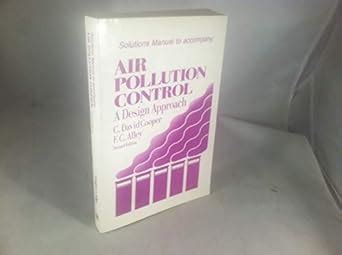 Solutions Manual to accompany
AIR
POLLUTION
CONTROL
A Design Approach
C. David Cooper
F. C. Alley
Second Edition